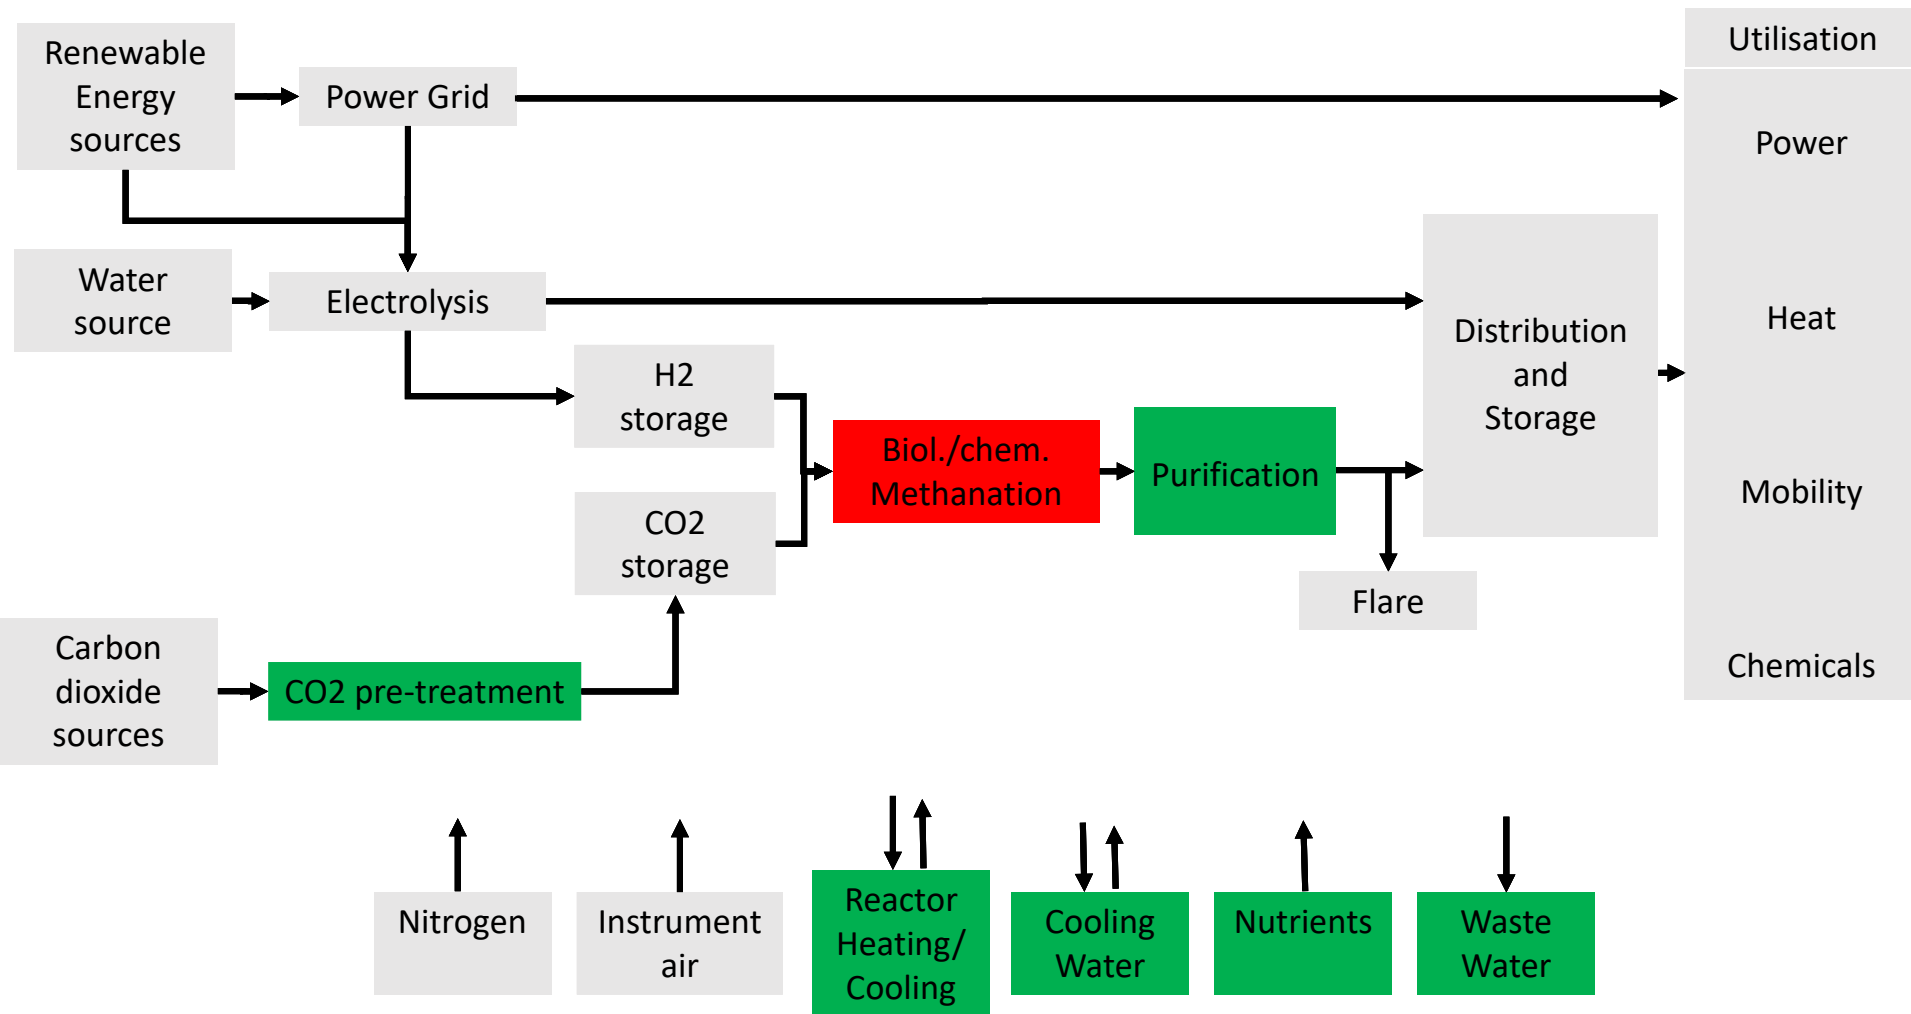 Renewable
Energy
sources
Power Grid
Utilisation
Power
Heat
Mobility
Chemicals
Water
source
Electrolysis
Distribution
and
Storage
H2
storage
Biol./chem.
Methanation
Purification
CO2
storage
Flare
Carbon
dioxide
sources
CO2 pre-treatment
Nitrogen
Instrument
air
Reactor
Heating/
Cooling
Cooling
Water
Nutrients
Waste
Water